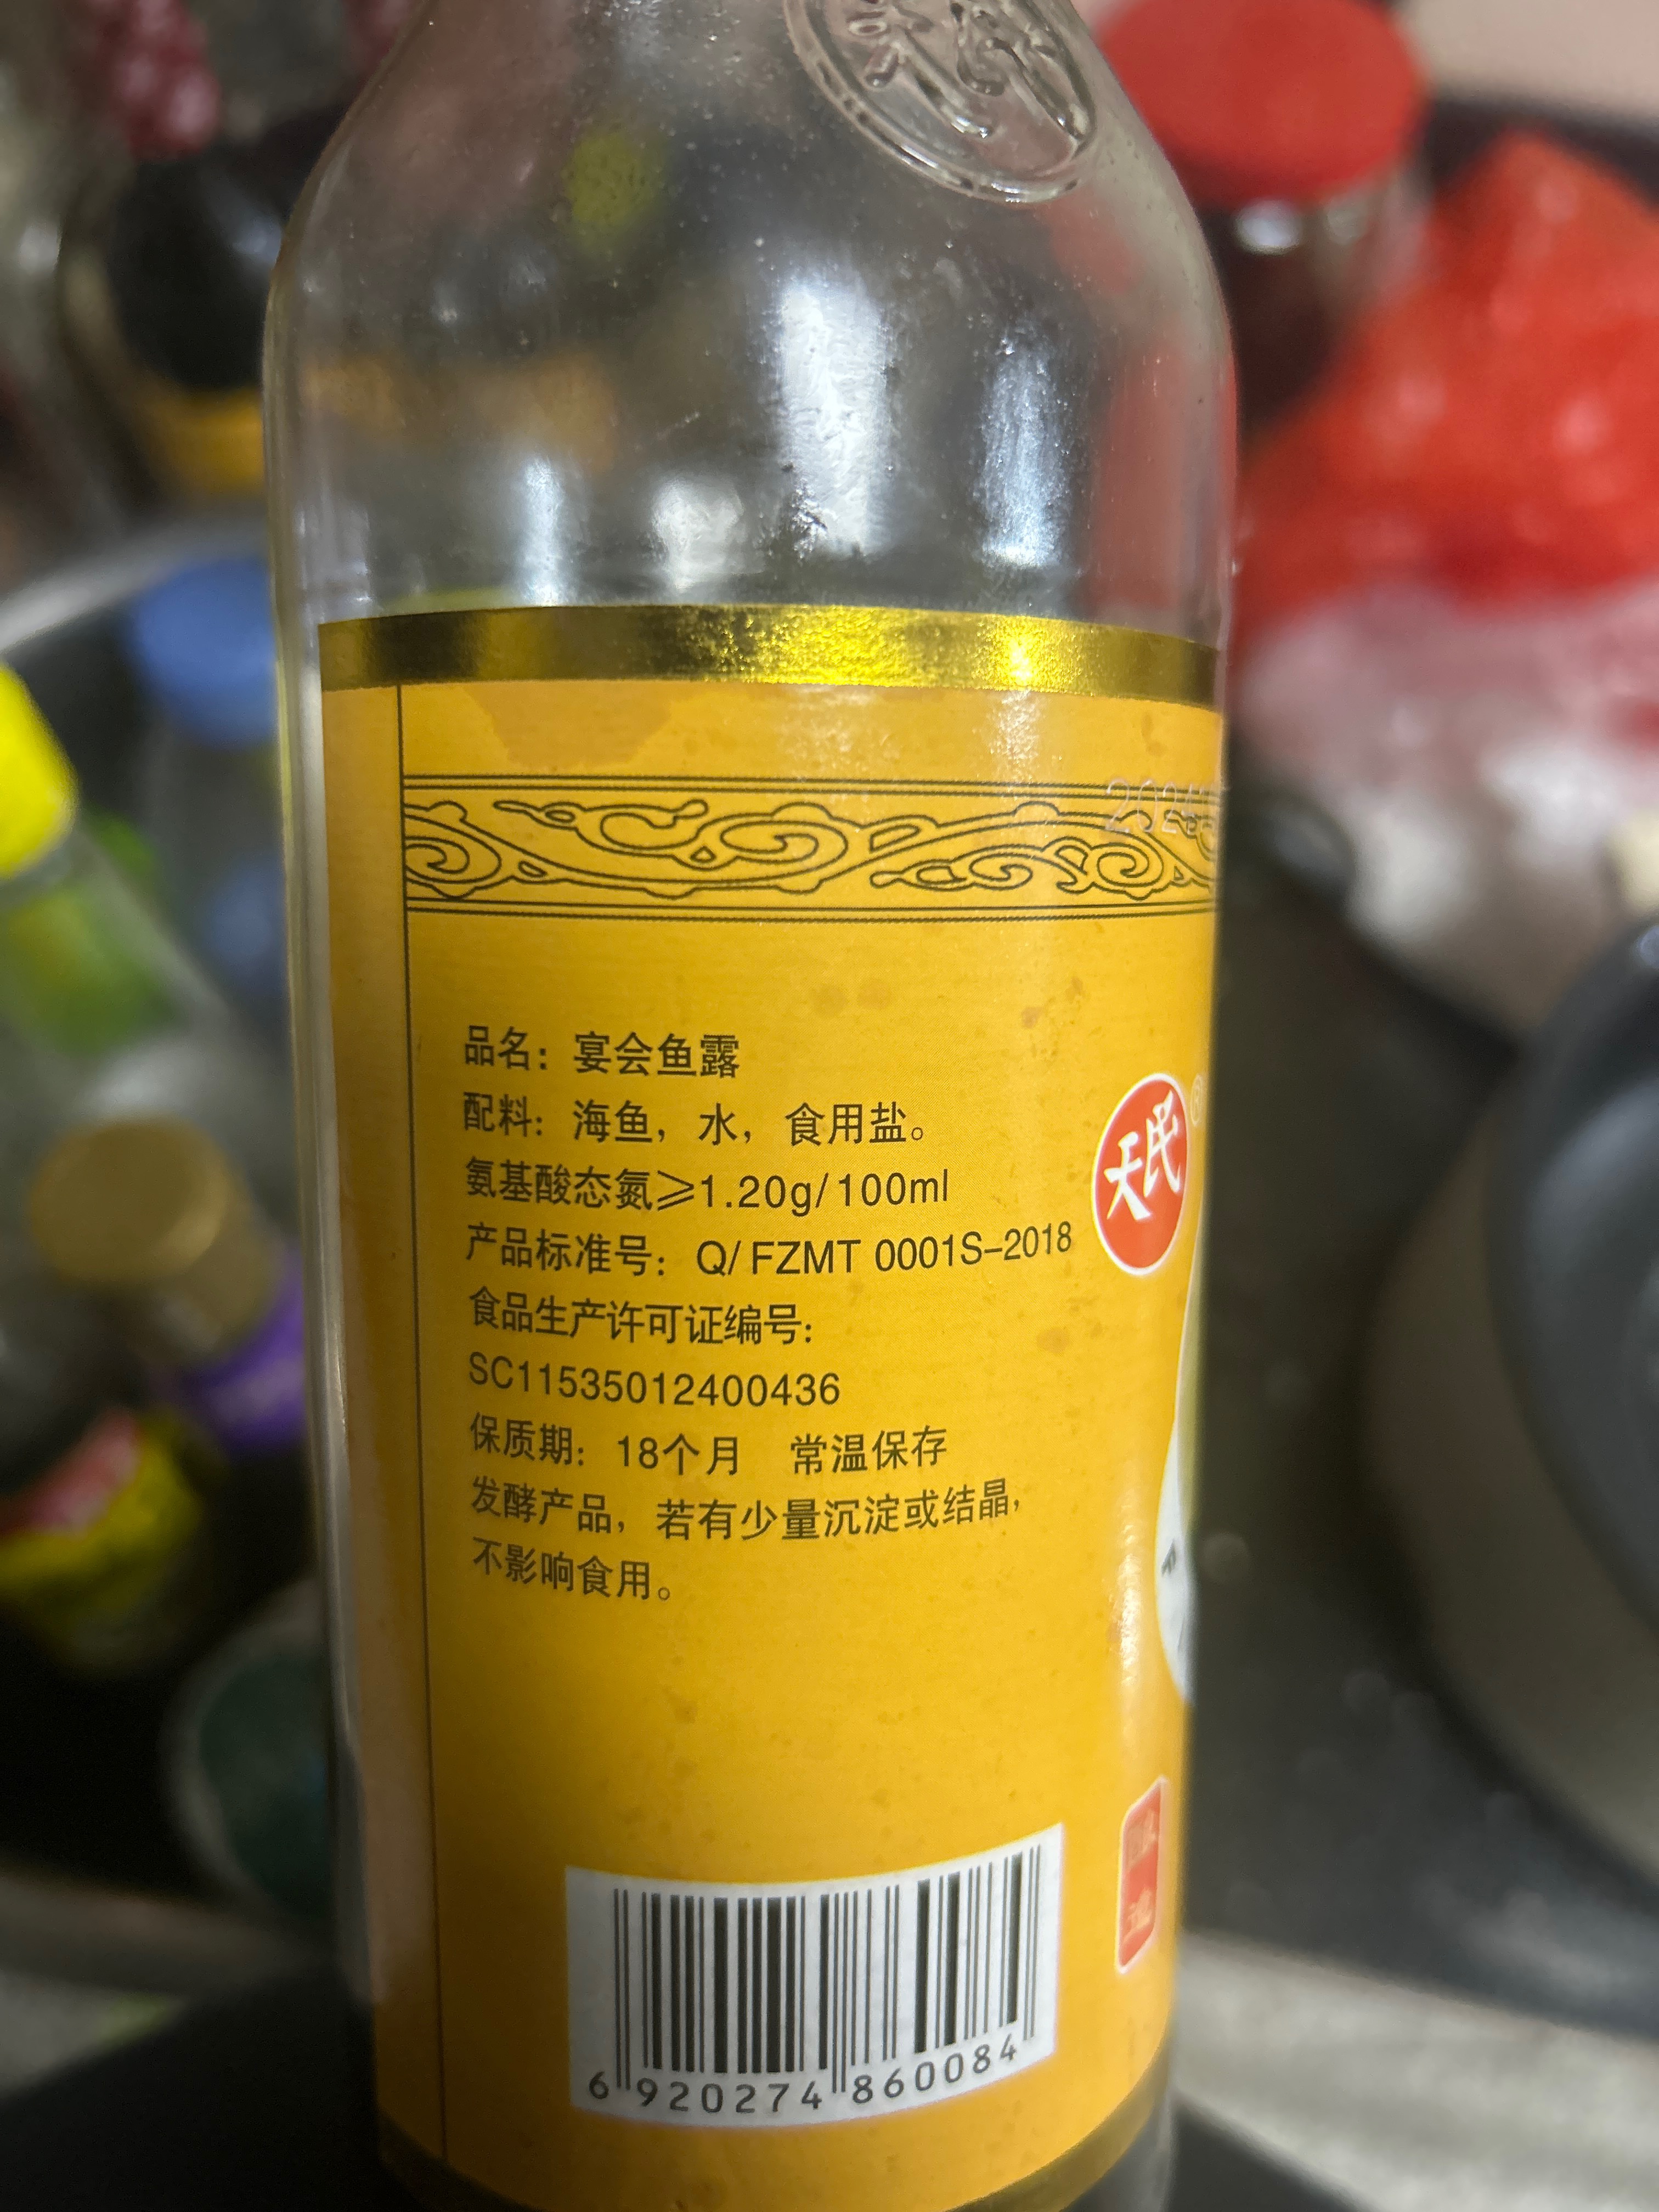 品名：宴会鱼露
配料：海鱼，水，食用盐。
氨基酸态氮⩾1.20g/100ml
产品标准号：Q/FZMT 0001S-2018
食品生产许可证编号：
SC11535012400436
保质期：18个月 常温保存
发酵产品，若有少量沉淀或结晶，
不影响食用。
天民
®
6 920274 860084